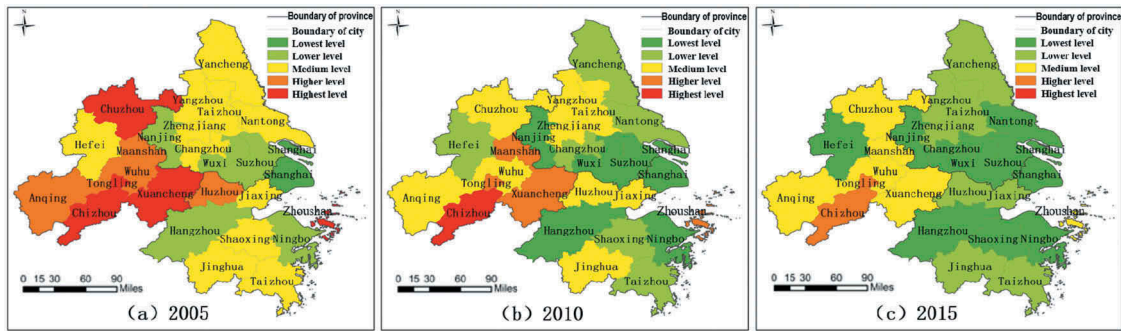 N
Boundary of province
Boundary of city
Lowest level
Lower level
Medium level
Higher level
Highest level
Yancheng
Chuzhou
Yangzhou
Taizhou
Zhengjiang
Nantong
Nanjing
Hefei
Maanshan
Changzhou
Wuxi
Suzhou
Shanghai
Wuhu
Shanghai
Anqing
Tongling
Xuancheng
Huzhou
Jiaxing
Chizhou
Zhoushan
Hangzhou
Shaoxing
Ningbo
Jinghua
Taizhou
0 15 30 60 90
Miles
(a) 2005
N
Boundary of province
Boundary of city
Lowest level
Lower level
Medium level
Higher level
Highest level
Yancheng
Chuzhou
Yangzhou
Taizhou
Zhengjiang
Nantong
Nanjing
Hefei
Maanshan
Changzhou
Wuxi
Suzhou
Shanghai
Wuhu
Shanghai
Anqing
Tongling
Xuancheng
Huzhou
Jiaxing
Chizhou
Zhoushan
Hangzhou
Shaoxing
Ningbo
Jinghua
Taizhou
0 15 30 60 90
Miles
(b) 2010
N
Boundary of province
Boundary of city
Lowest level
Lower level
Medium level
Higher level
Highest level
Yancheng
Chuzhou
Yangzhou
Taizhou
Zhengjiang
Nantong
Nanjing
Hefei
Maanshan
Changzhou
Wuxi
Suzhou
Shanghai
Wuhu
Shanghai
Anqing
Tongling
Xuancheng
Huzhou
Jiaxing
Chizhou
Zhoushan
Hangzhou
Shaoxing
Ningbo
Jinghua
Taizhou
0 15 30 60 90
Miles
(c) 2015